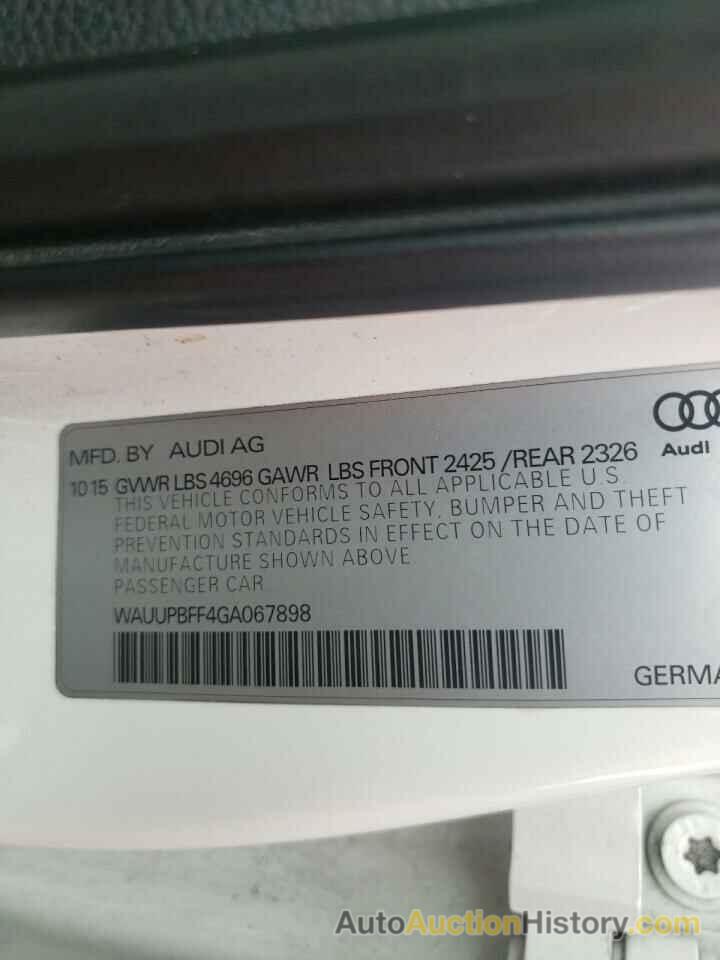 MFD. BY AUDI AG
Audi
10 15 GVWR LBS 4696 GAWR LBS FRONT 2425 /REAR 2326
THIS VEHICLE CONFORMS TO ALL APPLICABLE U.S.
FEDERAL MOTOR VEHICLE SAFETY, BUMPER AND THEFT
PREVENTION STANDARDS IN EFFECT ON THE DATE OF
MANUFACTURE SHOWN ABOVE
PASSENGER CAR
WAUUPBFF4GA067898
GERMA
AutoAuctionHistory.com